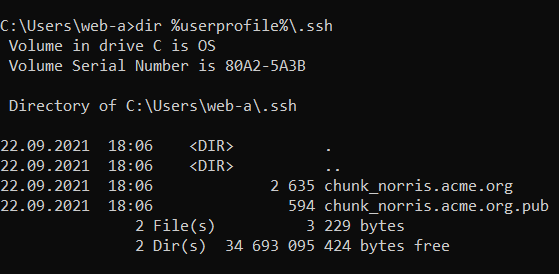 C:\Users\web-a>dir %userprofile%\.ssh
Volume in drive C is OS
Volume Serial Number is 80A2-5A3B
Directory of C:\Users\web-a\.ssh
22.09.2021 18:06 <DIR> .
22.09.2021 18:06 <DIR> ..
22.09.2021 18:06 2 635 chunk_norris.acme.org
22.09.2021 18:06 594 chunk_norris.acme.org.pub
2 File(s) 3 229 bytes
2 Dir(s) 34 693 095 424 bytes free